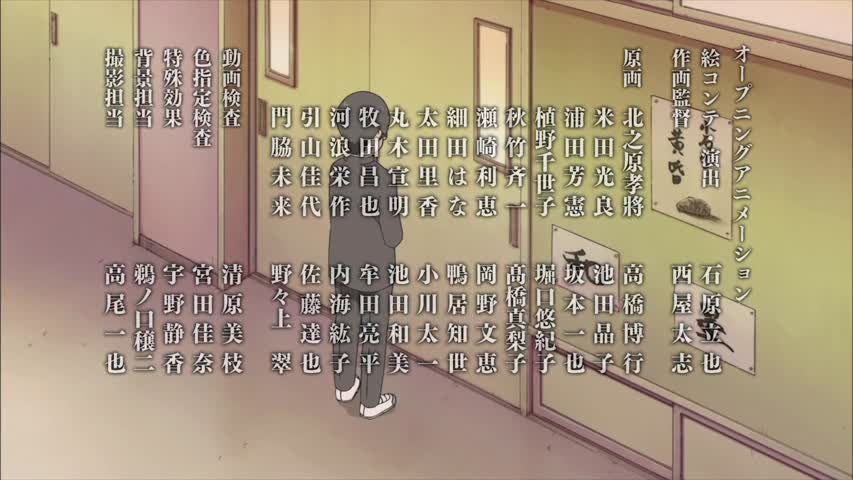 オープニングアニメーション
絵コンテ 演出 石原立也
作画監督 西屋太志
原画 北之原孝將 高橋博行
米田光良 池田晶子
浦田芳憲 坂本一也
植野千世子 堀口悠紀子
秋竹斉一 高橋真梨子
瀬崎利恵 岡野文恵
細田はな 鴨居知世
太田里香 小川太一
丸木宣明 池田和美
牧田昌也 牟田亮平
河浪栄作 内海紘子
引山佳代 佐藤達也
門脇未来 野々上 翠
動画検査 清原美枝
色指定検査 宮田佳奈
特殊効果 宇野静香
背景担当 鵜ノ口穣二
撮影担当 高尾一也
黄昏